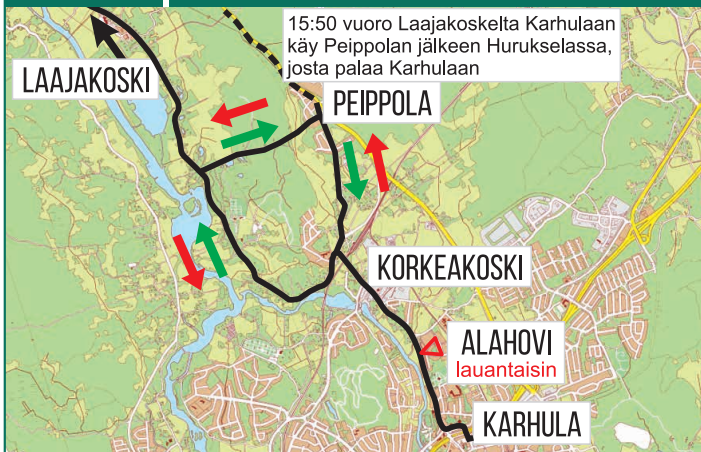 15:50 vuoro Laajakoskelta Karhulaan
käy Peippolan jälkeen Hurukselassa,
josta palaa Karhulaan
LAAJAKOSKI
PEIPPOLA
KORKEAKOSKI
ALAHOVI
lauantaisin
KARHULA